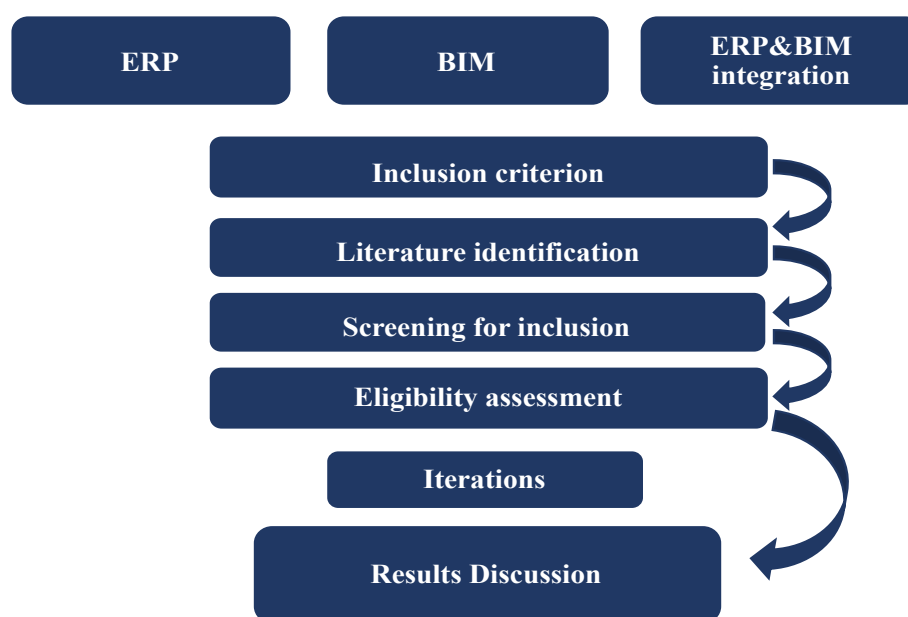 ERP
BIM
ERP&BIM
integration
Inclusion criterion
Literature identification
Screening for inclusion
Eligibility assessment
Iterations
Results Discussion